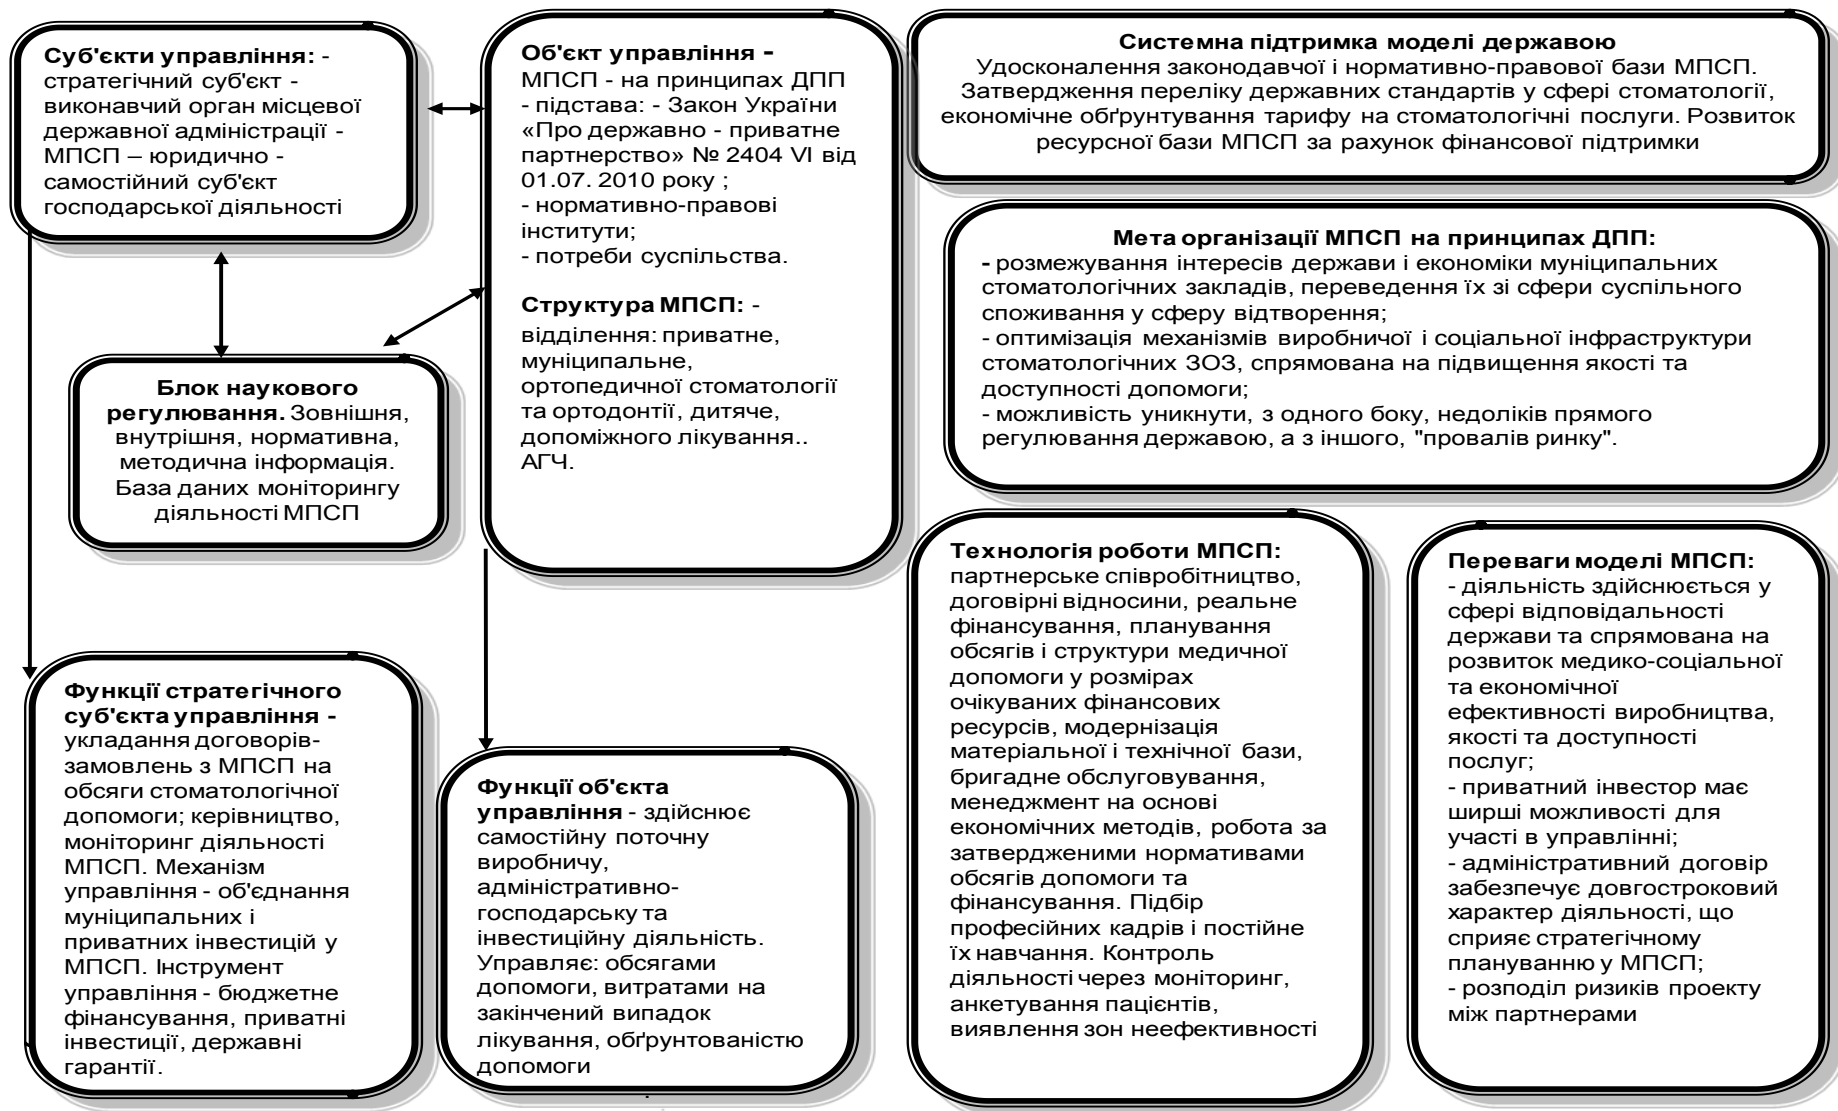 Суб'єкти управління: -
стратегічний суб'єкт -
виконавчий орган місцевої
державної адміністрації -
МПСП – юридично -
самостійний суб'єкт
господарської діяльності
Об'єкт управління -
МПСП - на принципах ДПП
- підстава: - Закон України
«Про державно - приватне
партнерство» № 2404 VI від
01.07. 2010 року ;
- нормативно-правові
інститути;
- потреби суспільства.
Структура МПСП: -
відділення: приватне,
муніципальне,
ортопедичної стоматології
та ортодонтії, дитяче,
допоміжного лікування..
АГЧ.
Системна підтримка моделі державою
Удосконалення законодавчої і нормативно-правової бази МПСП.
Затвердження переліку державних стандартів у сфері стоматології,
економічне обґрунтування тарифу на стоматологічні послуги. Розвиток
ресурсної бази МПСП за рахунок фінансової підтримки
Мета організації МПСП на принципах ДПП:
- розмежування інтересів держави і економіки муніципальних
стоматологічних закладів, переведення їх зі сфери суспільного
споживання у сферу відтворення;
- оптимізація механізмів виробничої і соціальної інфраструктури
стоматологічних ЗОЗ, спрямована на підвищення якості та
доступності допомоги;
- можливість уникнути, з одного боку, недоліків прямого
регулювання державою, а з іншого, "провалів ринку".
Блок наукового
регулювання. Зовнішня,
внутрішня, нормативна,
методична інформація.
База даних моніторингу
діяльності МПСП
Функції стратегічного
суб'єкта управління -
укладання договорів-
замовлень з МПСП на
обсяги стоматологічної
допомоги; керівництво,
моніторинг діяльності
МПСП. Механізм
управління - об'єднання
муніципальних і
приватних інвестицій у
МПСП. Інструмент
управління - бюджетне
фінансування, приватні
інвестиції, державні
гарантії.
Функції об'єкта
управління - здійснює
самостійну поточну
виробничу,
адміністративно-
господарську та
інвестиційну діяльність.
Управляє: обсягами
допомоги, витратами на
закінчений випадок
лікування, обґрунтованістю
допомоги
Технологія роботи МПСП:
партнерське співробітництво,
договірні відносини, реальне
фінансування, планування
обсягів і структури медичної
допомоги у розмірах
очікуваних фінансових
ресурсів, модернізація
матеріальної і технічної бази,
бригадне обслуговування,
менеджмент на основі
економічних методів, робота за
затвердженими нормативами
обсягів допомоги та
фінансування. Підбір
професійних кадрів і постійне
їх навчання. Контроль
діяльності через моніторинг,
анкетування пацієнтів,
виявлення зон неефективності
Переваги моделі МПСП:
- діяльність здійснюється у
сфері відповідальності
держави та спрямована на
розвиток медико-соціальної
та економічної
ефективності виробництва,
якості та доступності
послуг;
- приватний інвестор має
ширші можливості для
участі в управлінні;
- адміністративний договір
забезпечує довгостроковий
характер діяльності, що
сприяє стратегічному
плануванню у МПСП;
- розподіл ризиків проекту
між партнерами